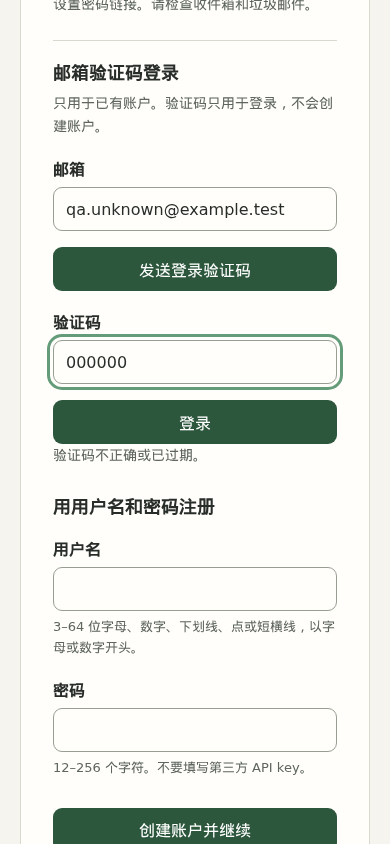 设置密码链接。请检查收件箱和垃圾邮件。
邮箱验证码登录
只用于已有账户。验证码只用于登录，不会创
建账户。
邮箱
qa.unknown@example.test
发送登录验证码
验证码
000000
登录
验证码不正确或已过期。
用用户名和密码注册
用户名
3–64 位字母、数字、下划线、点或短横线，以字
母或数字开头。
密码
12–256 个字符。不要填写第三方 API key。
创建账户并继续